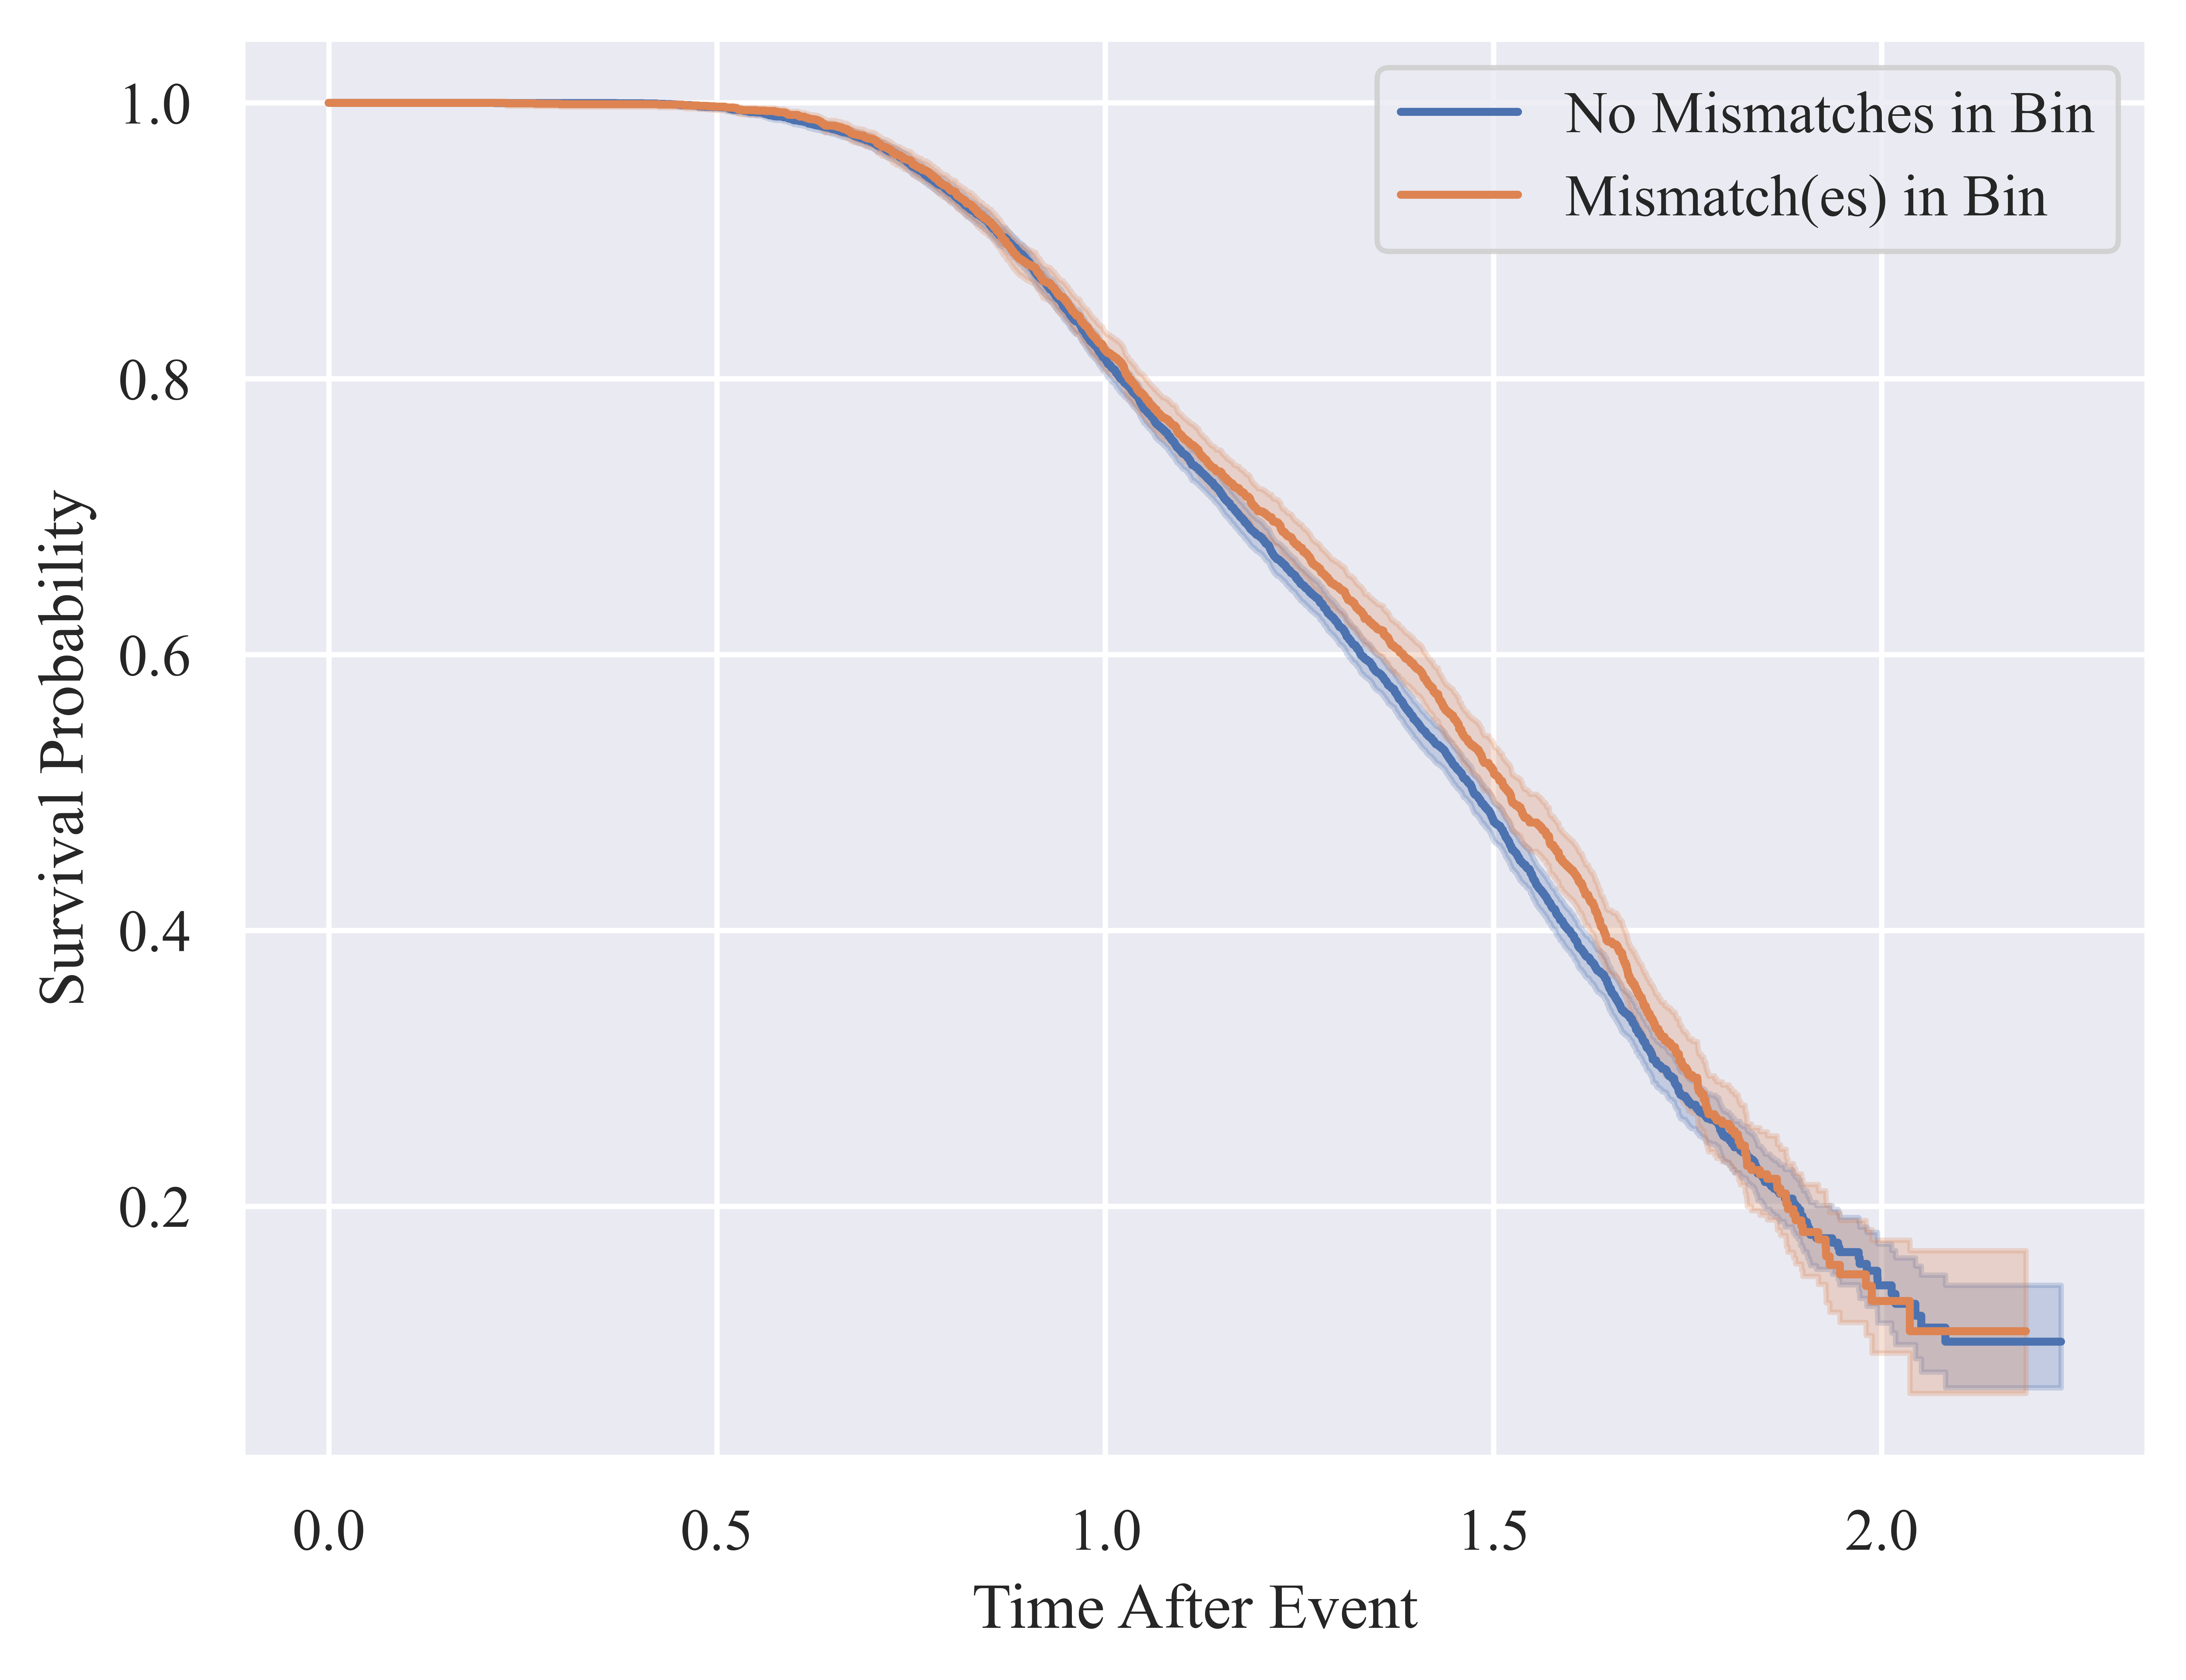 No Mismatches in Bin
Mismatch(es) in Bin
Survival Probability
1.0
0.8
0.6
0.4
0.2
0.0
0.5
1.0
1.5
2.0
Time After Event